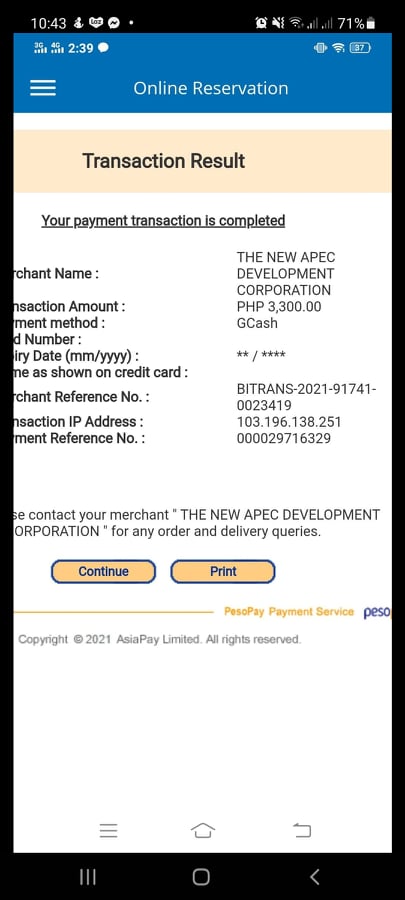 10:43 71%
3G 4G 2:39 37
Online Reservation
Transaction Result
Your payment transaction is completed
rchant Name : THE NEW APEC
DEVELOPMENT
CORPORATION
nsaction Amount : PHP 3,300.00
ment method : GCash
d Number :
iry Date (mm/yyyy) : ** / ****
me as shown on credit card :
rchant Reference No. : BITRANS-2021-91741-
0023419
nsaction IP Address : 103.196.138.251
ment Reference No. : 000029716329
se contact your merchant " THE NEW APEC DEVELOPMENT
ORPORATION " for any order and delivery queries.
Continue Print
PesoPay Payment Service peso
Copyright © 2021 AsiaPay Limited. All rights reserved.